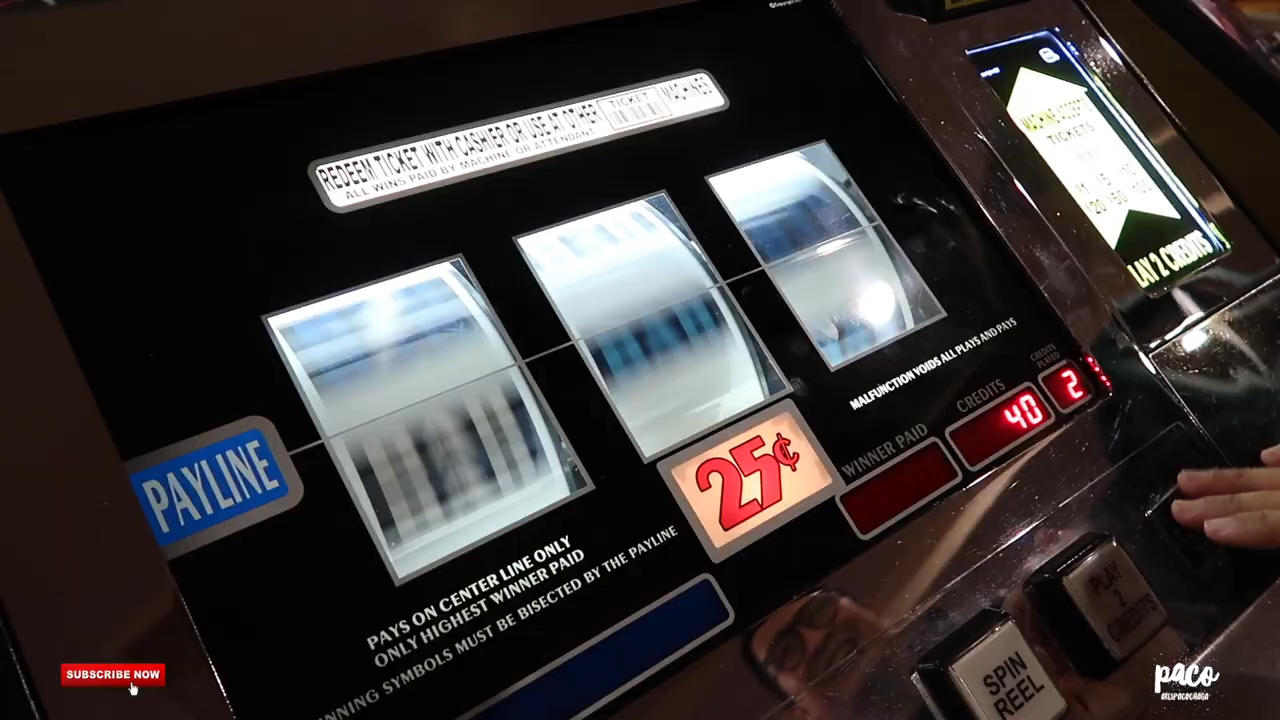 REDEEM TICKET WITH CASHIER OR USE AT OTHER TICKET MACHINES
ALL WINS PAID BY MACHINE OR ATTENDANT
MACHINE ACCEPTS
TICKETS
PLAY 2 CREDITS
PAYLINE
25¢
MALFUNCTION VOIDS ALL PLAYS AND PAYS
WINNER PAID
CREDITS
40
CREDITS
PLAYED
2
PAYS ON CENTER LINE ONLY
ONLY HIGHEST WINNER PAID
WINNING SYMBOLS MUST BE BISECTED BY THE PAYLINE
PLAY
2
CREDITS
SPIN
REEL
SUBSCRIBE NOW
paco